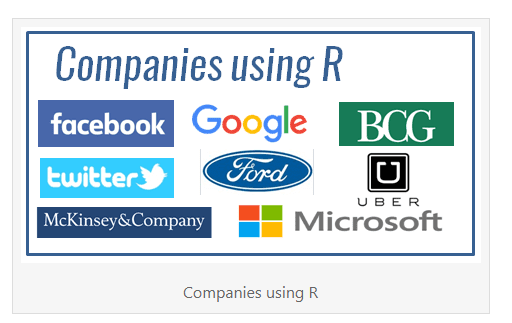 Companies using R
facebook
Google
BCG
twitter
Ford
UBER
McKinsey&Company
Microsoft
Companies using R